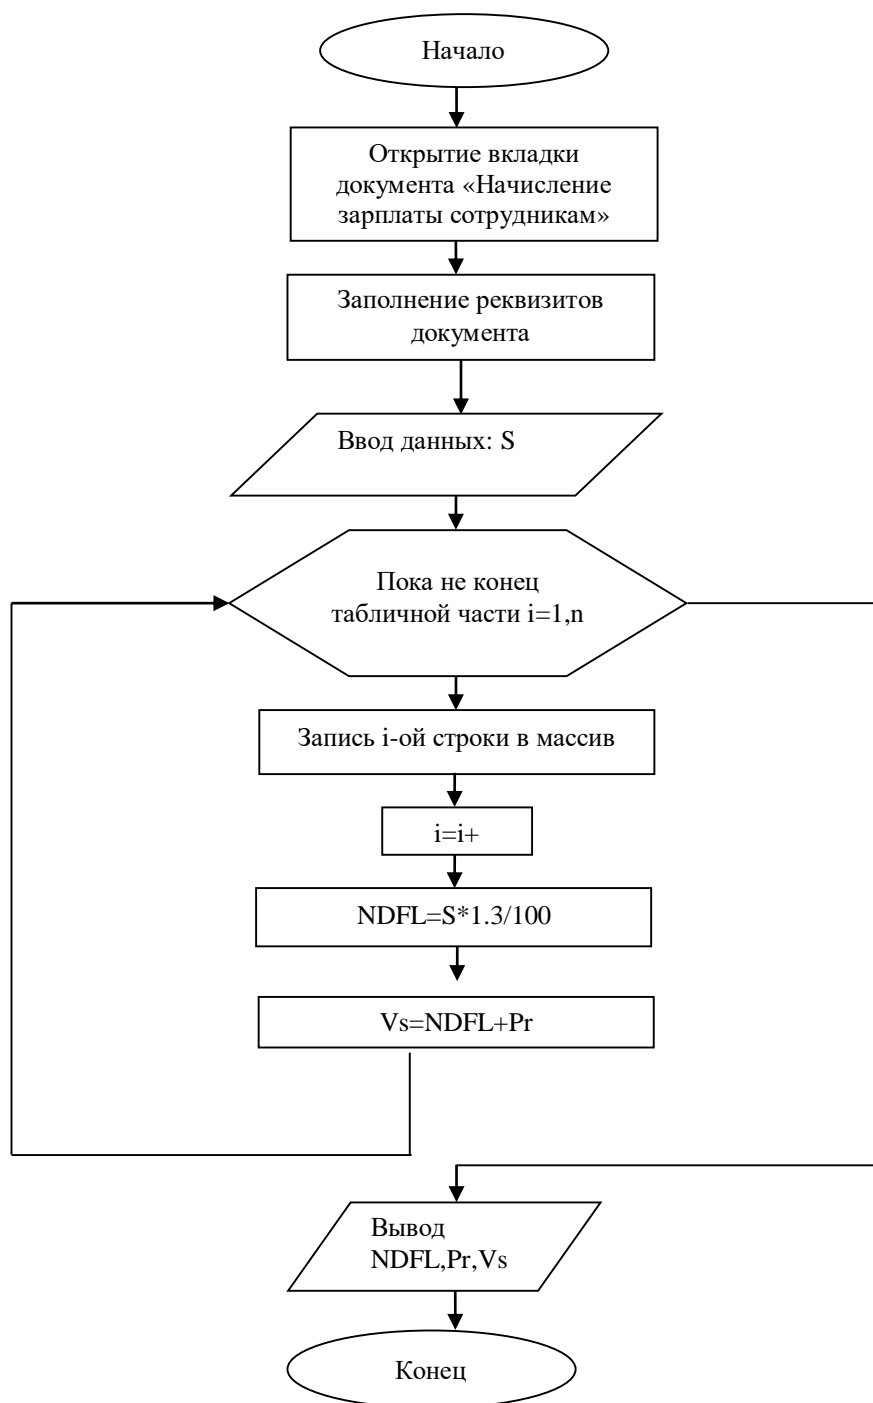 Начало
Открытие вкладки
документа «Начисление
зарплаты сотрудникам»
Заполнение реквизитов
документа
Ввод данных: S
Пока не конец
табличной части i=1,n
Запись i-ой строки в массив
i=i+
NDFL=S*1.3/100
Vs=NDFL+Pr
Вывод
NDFL,Pr,Vs
Конец